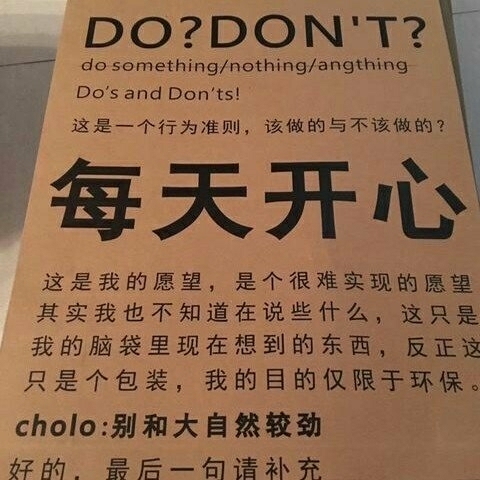 DO?DON'T?
do something/nothing/angthing
Do's and Don'ts!
这是一个行为准则，该做的与不该做的？
每天开心
这是我的愿望，是个很难实现的愿望
其实我也不知道在说些什么，这只是
我的脑袋里现在想到的东西，反正这
只是个包装，我的目的仅限于环保。
cholo:别和大自然较劲
好的，最后一句请补充